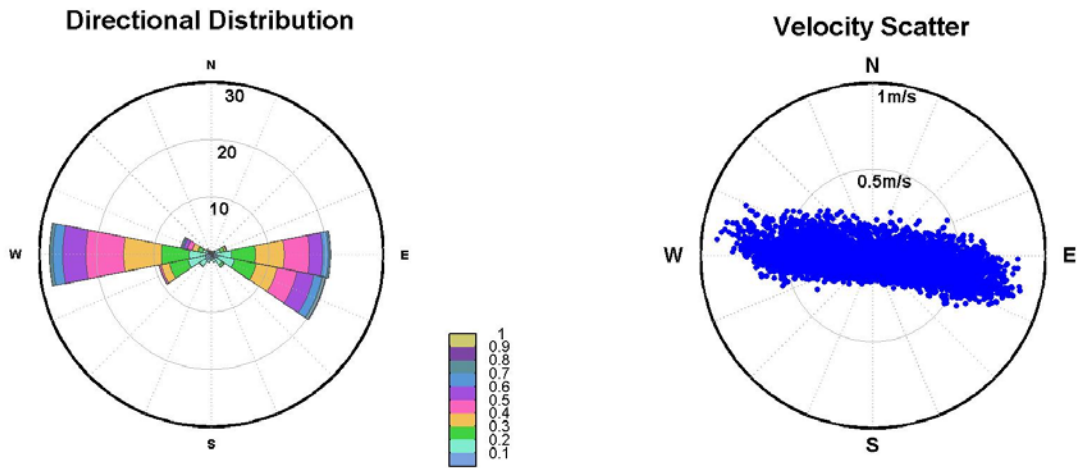 Directional Distribution
N
30
20
10
W
E
S
1
0.9
0.8
0.7
0.6
0.5
0.4
0.3
0.2
0.1
Velocity Scatter
N
1m/s
0.5m/s
W
E
S